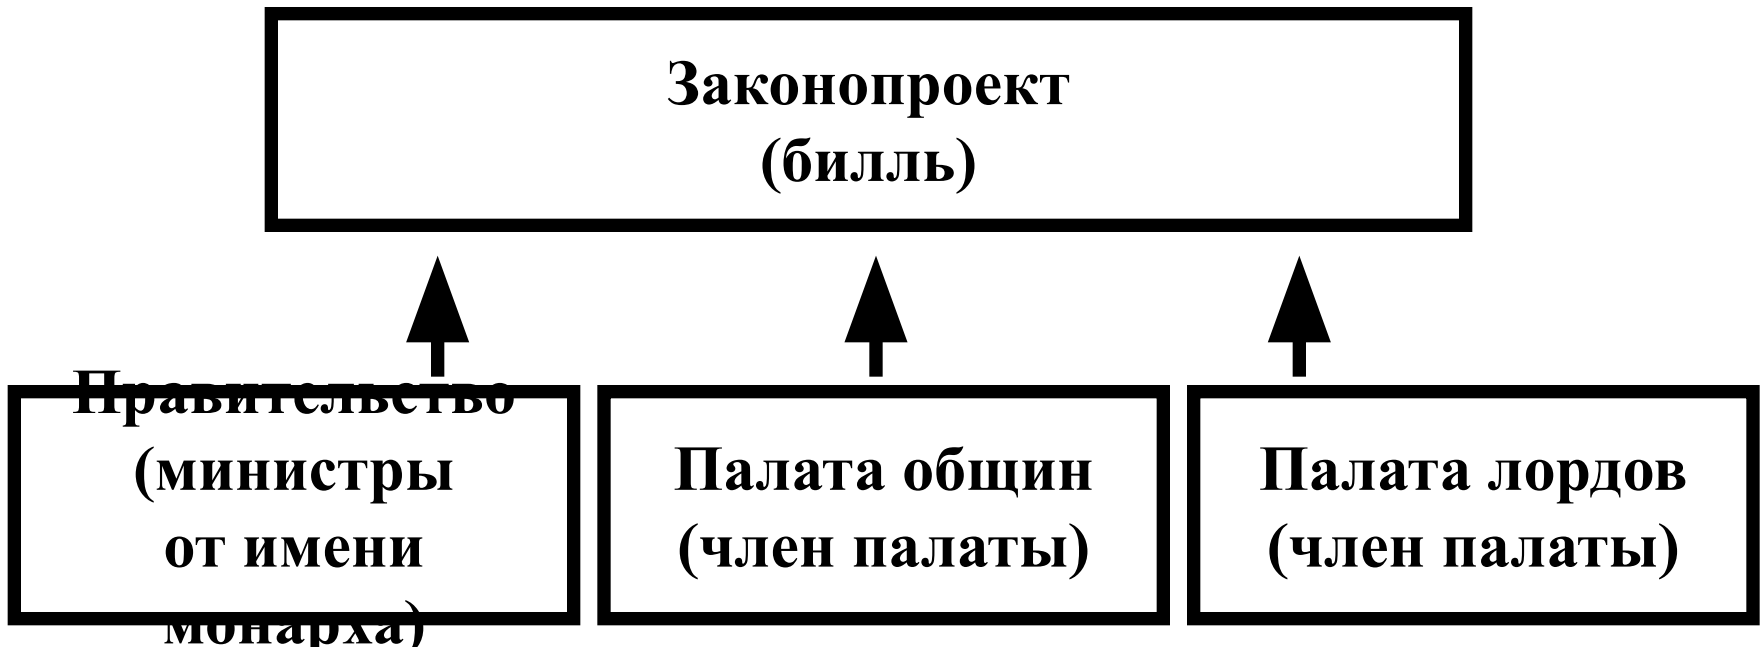 Законопроект
(билль)
Правительство
(министры
от имени
монарха)
Палата общин
(член палаты)
Палата лордов
(член палаты)